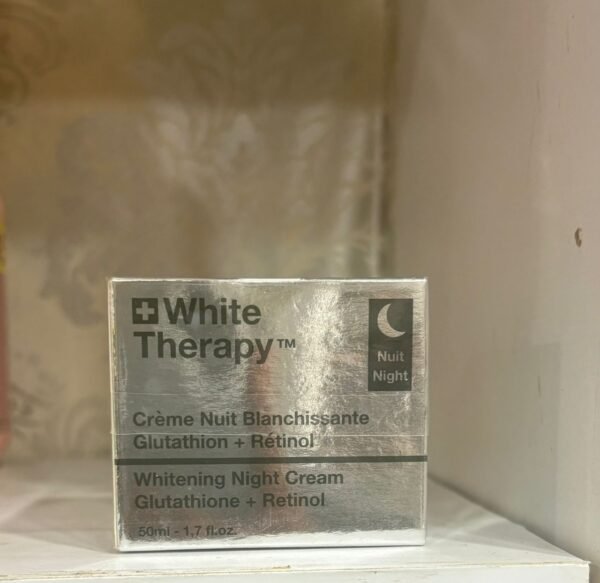 White
Therapy™
Nuit
Night
Crème Nuit Blanchissante
Glutathion + Rétinol
Whitening Night Cream
Glutathione + Retinol
50ml - 1,7 fl.oz.